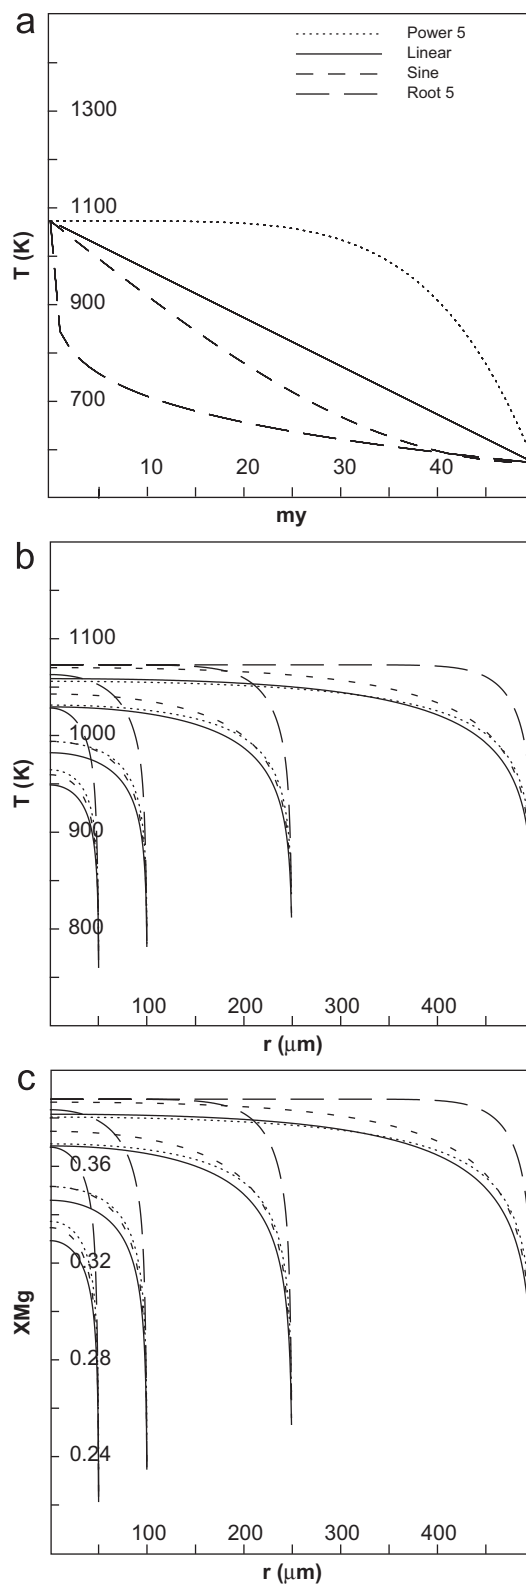 a
Power 5
Linear
Sine
Root 5
1300
1100
900
700
T (K)
10 20 30 40
my
b
1100
1000
900
800
T (K)
100 200 300 400
r (μm)
c
0.36
0.32
0.28
0.24
XMg
100 200 300 400
r (μm)